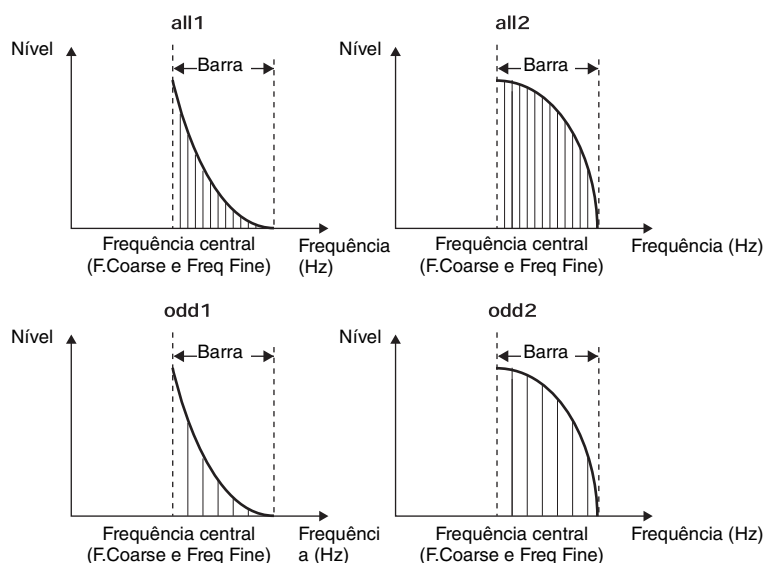 all1
Nível
Barra
Frequência central
(F.Coarse e Freq Fine)
Frequência
(Hz)
all2
Nível
Barra
Frequência central
(F.Coarse e Freq Fine)
Frequência (Hz)
odd1
Nível
Barra
Frequência central
(F.Coarse e Freq Fine)
Frequênci
a (Hz)
odd2
Nível
Barra
Frequência central
(F.Coarse e Freq Fine)
Frequência (Hz)